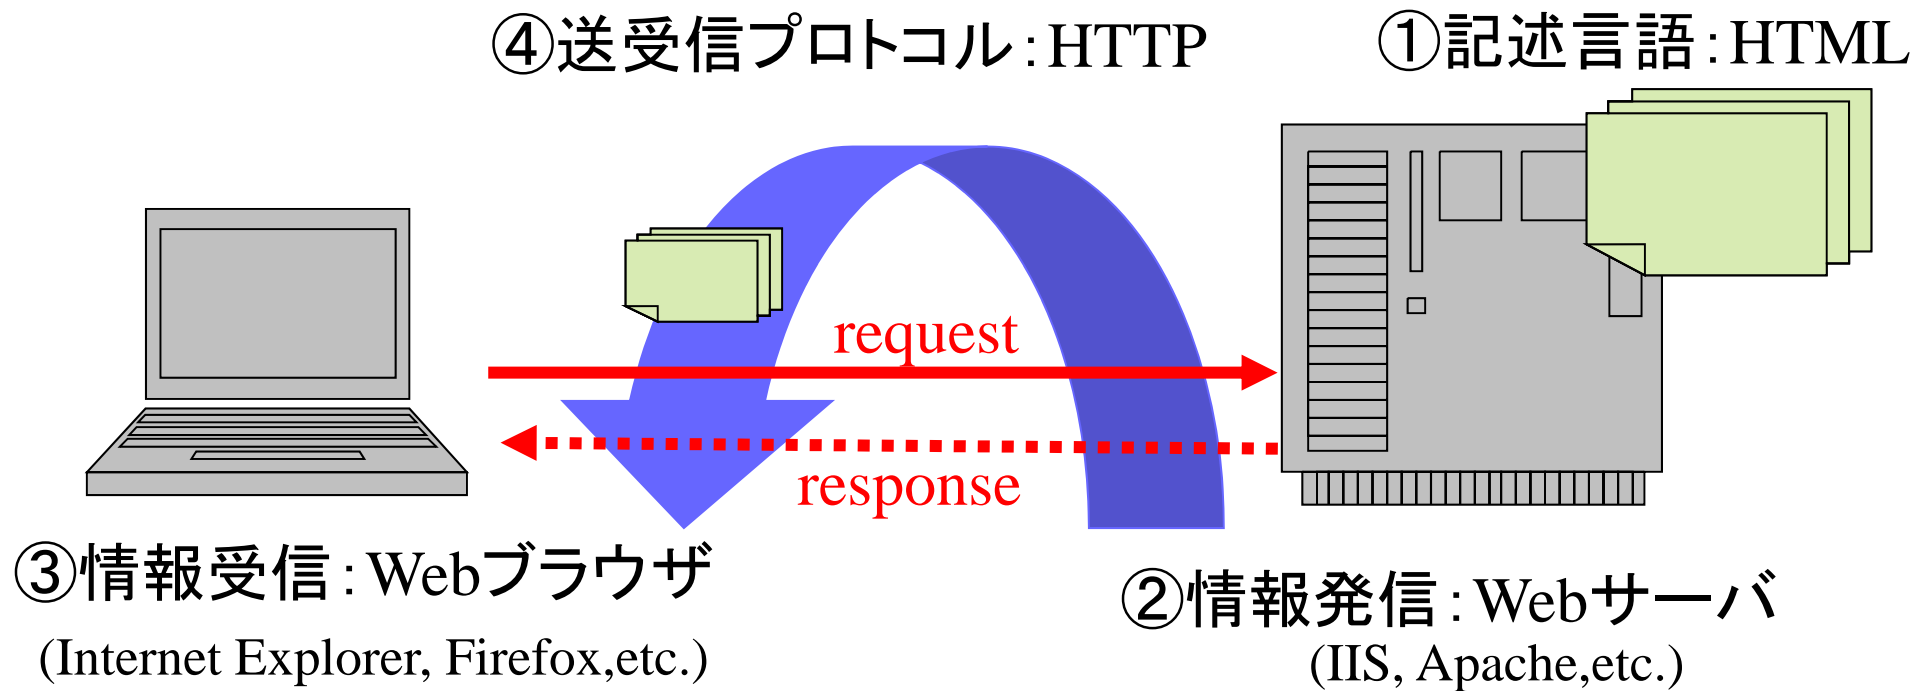 ④送受信プロトコル：HTTP
①記述言語：HTML
request
response
③情報受信：Webブラウザ
(Internet Explorer, Firefox,etc.)
②情報発信：Webサーバ
(IIS, Apache,etc.)